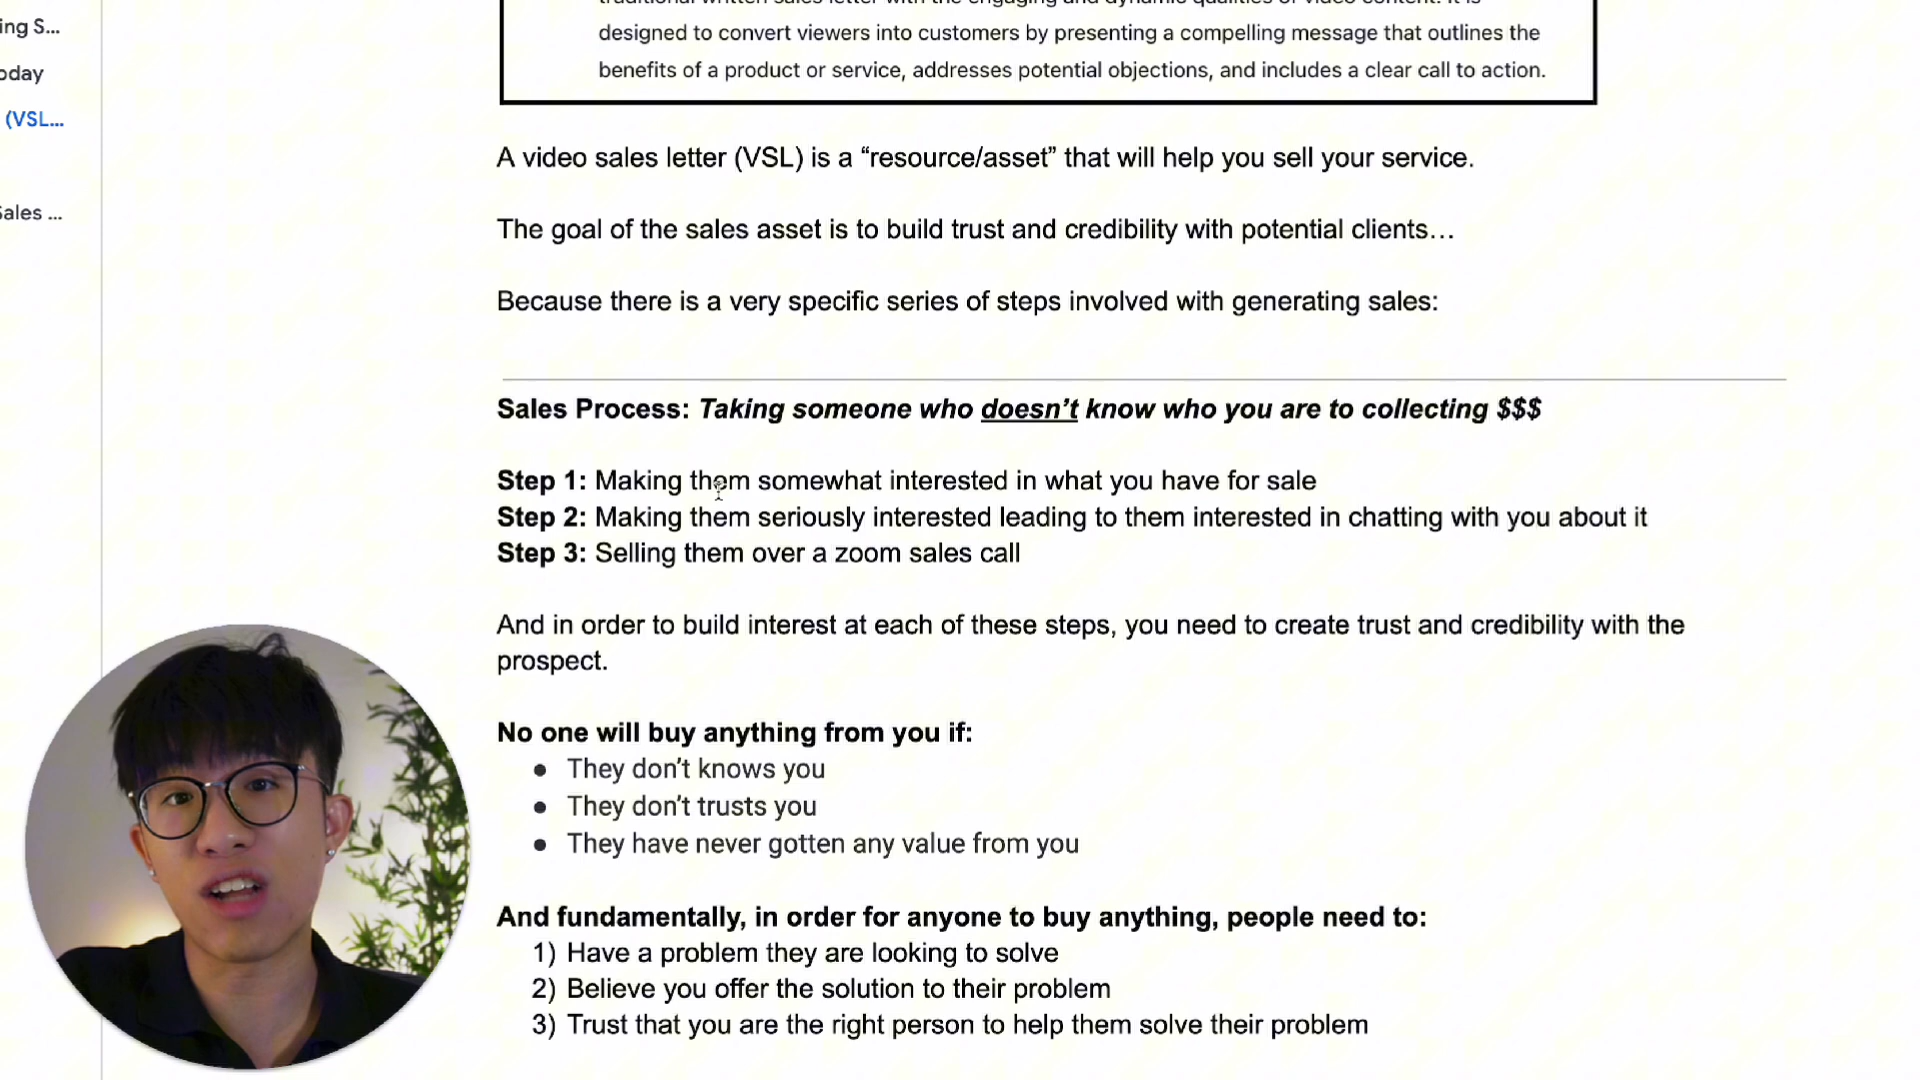 ing S...
oday
(VSL...
Sales ...
designed to convert viewers into customers by presenting a compelling message that outlines the
benefits of a product or service, addresses potential objections, and includes a clear call to action.
A video sales letter (VSL) is a “resource/asset” that will help you sell your service.
The goal of the sales asset is to build trust and credibility with potential clients…
Because there is a very specific series of steps involved with generating sales:
Sales Process: Taking someone who doesn’t know who you are to collecting $$$
Step 1: Making them somewhat interested in what you have for sale
Step 2: Making them seriously interested leading to them interested in chatting with you about it
Step 3: Selling them over a zoom sales call
And in order to build interest at each of these steps, you need to create trust and credibility with the
prospect.
No one will buy anything from you if:
● They don’t knows you
● They don’t trusts you
● They have never gotten any value from you
And fundamentally, in order for anyone to buy anything, people need to:
1) Have a problem they are looking to solve
2) Believe you offer the solution to their problem
3) Trust that you are the right person to help them solve their problem